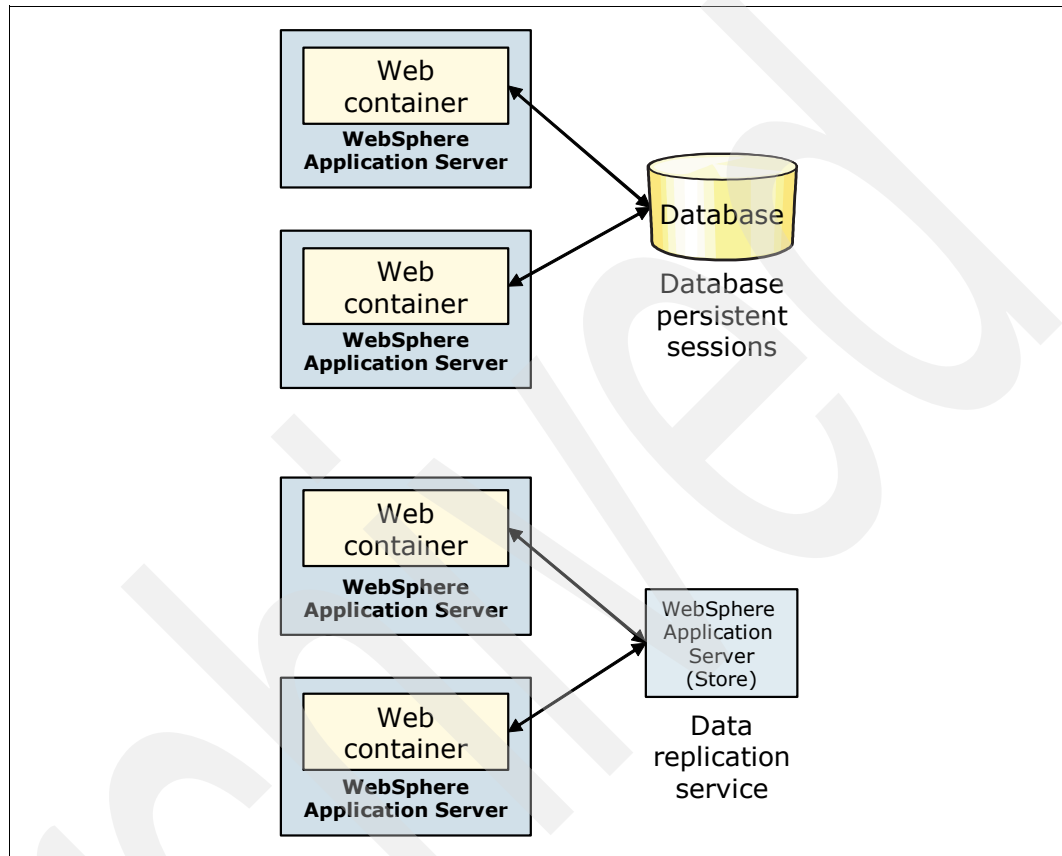 Web
container
WebSphere
Application Server
Web
container
WebSphere
Application Server
Database
Database
persistent
sessions
Web
container
WebSphere
Application Server
Web
container
WebSphere
Application Server
WebSphere
Application
Server
(Store)
Data
replication
service